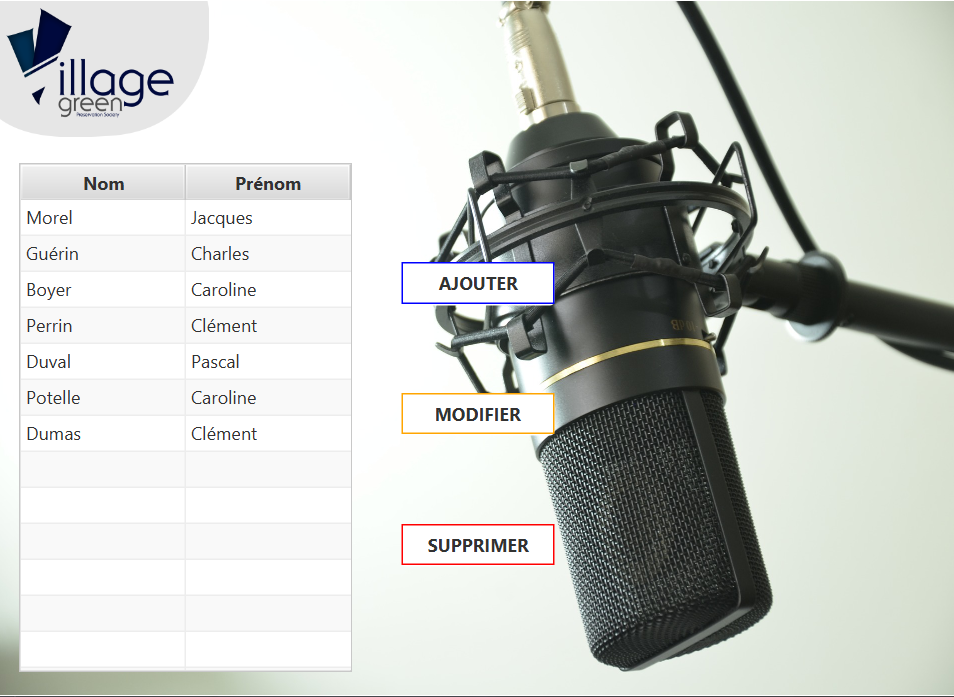 Village
green
Preservation Society
Nom Prénom
Morel Jacques
Guérin Charles
Boyer Caroline
Perrin Clément
Duval Pascal
Potelle Caroline
Dumas Clément
AJOUTER
MODIFIER
SUPPRIMER